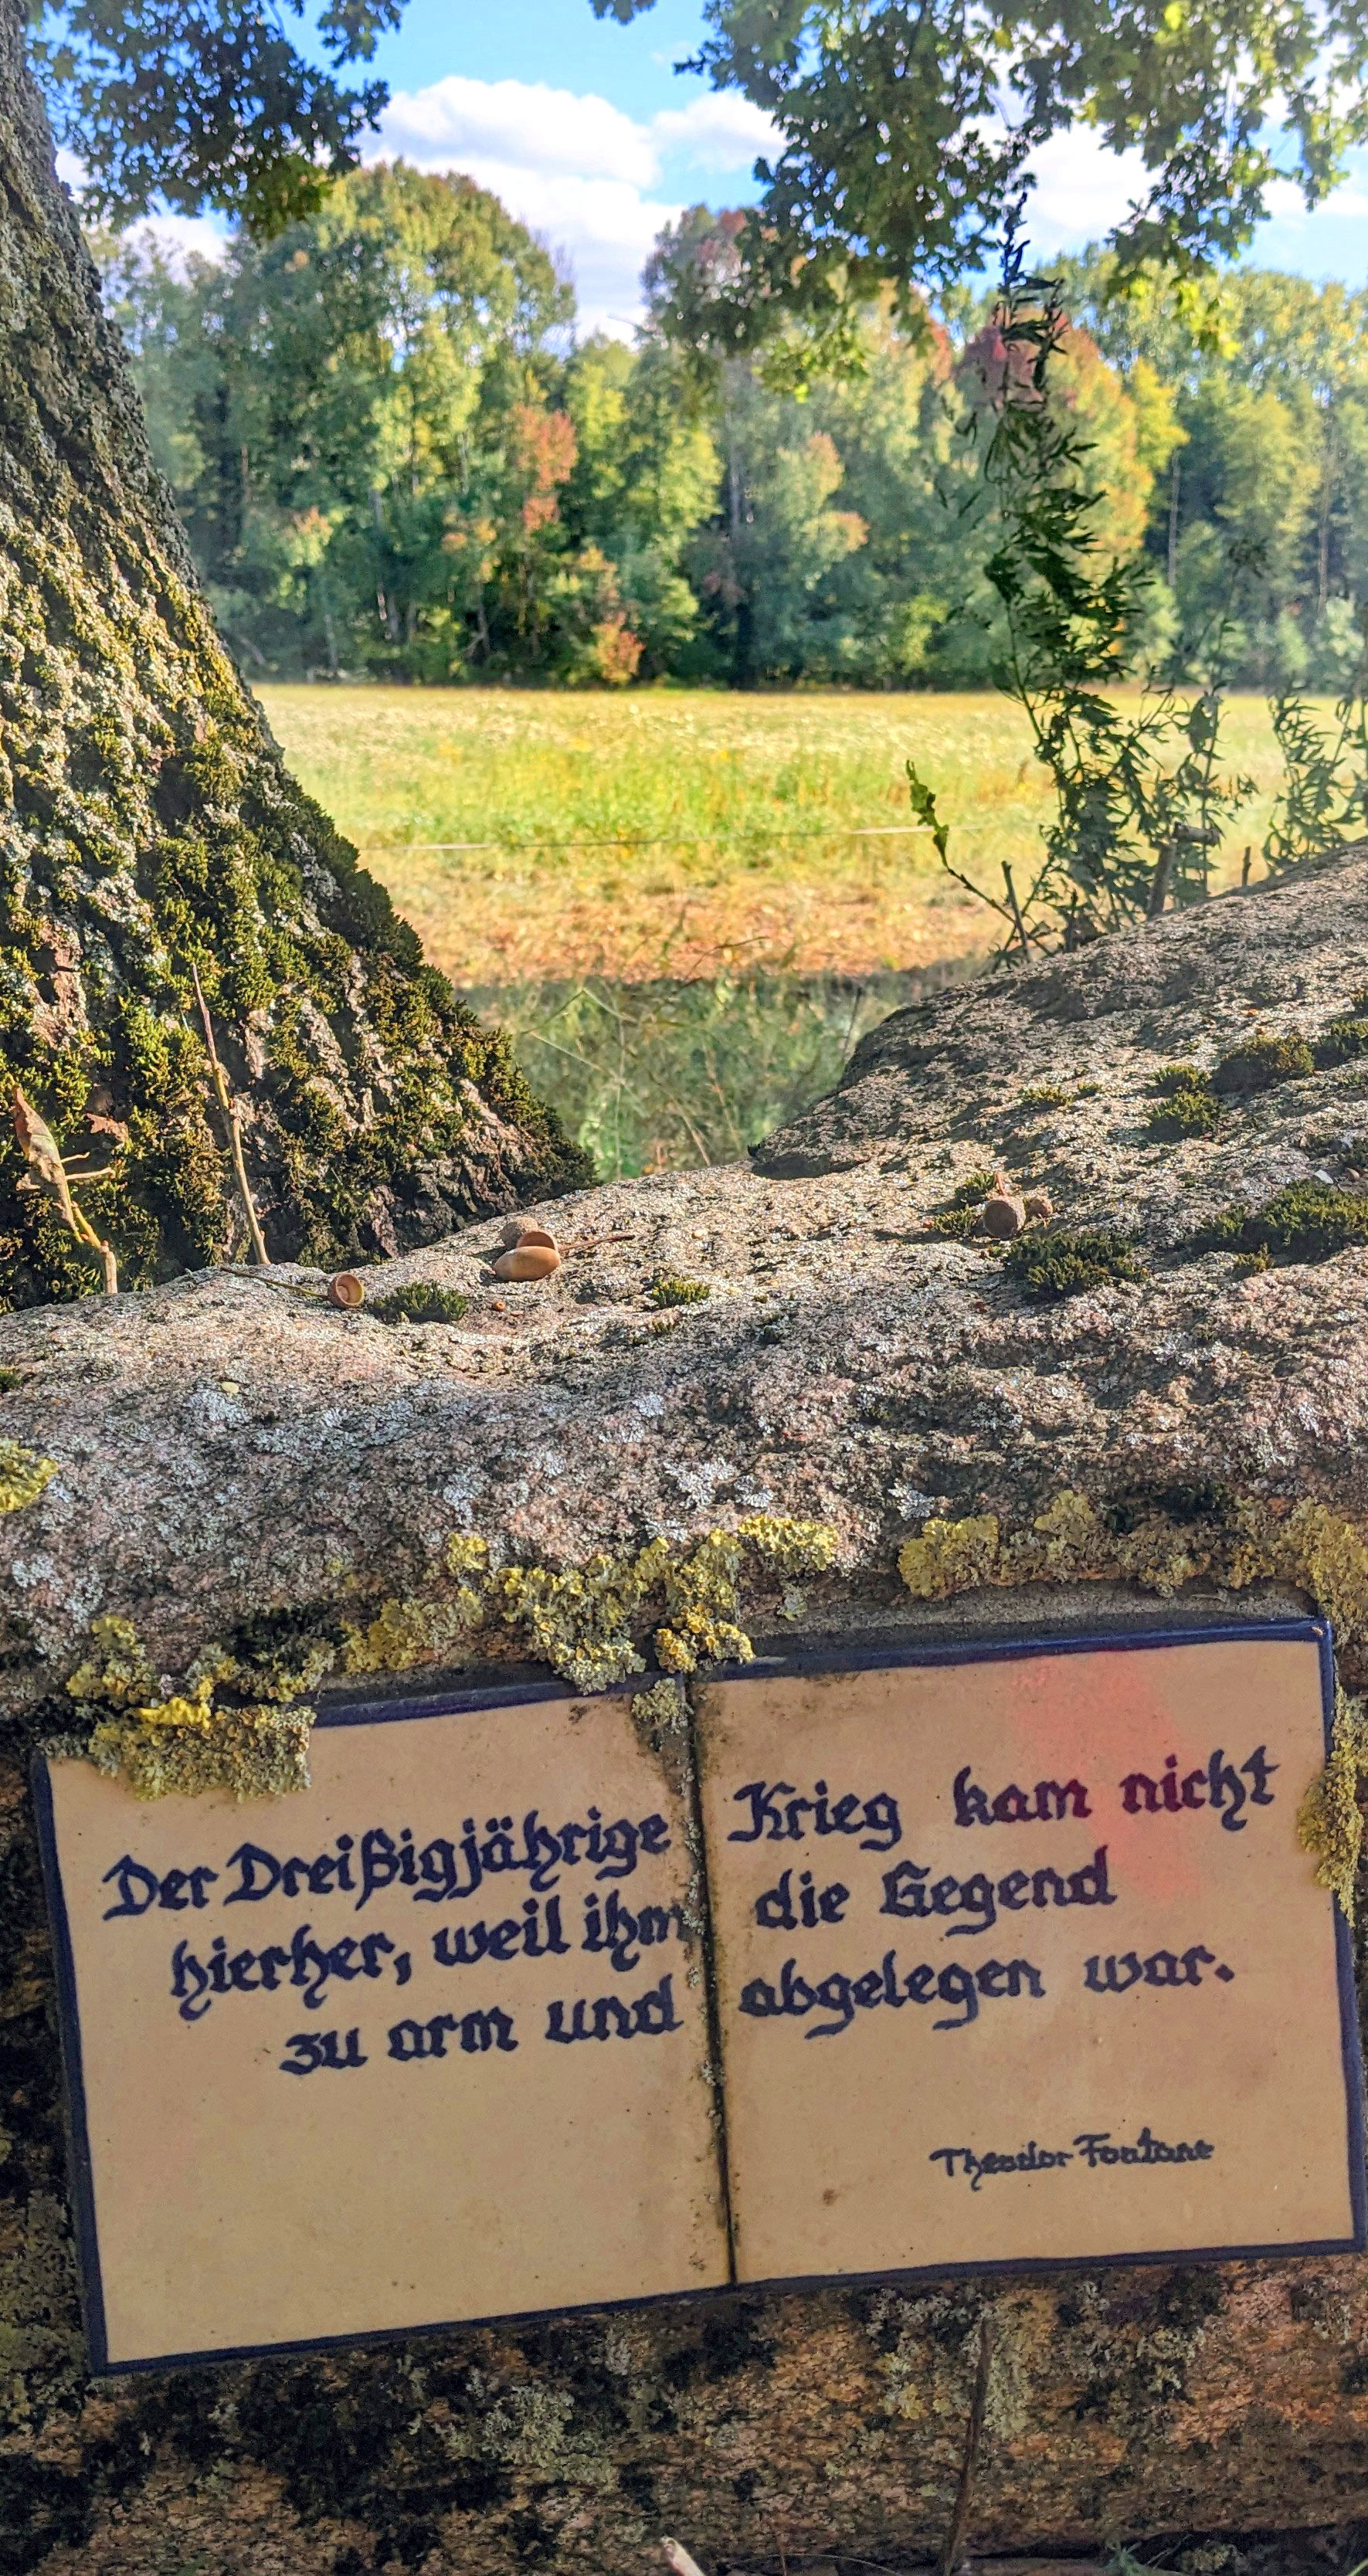 Der Dreißigjährige Krieg kam nicht
hierher, weil ihm die Gegend
zu arm und abgelegen war.
Theodor Fontane